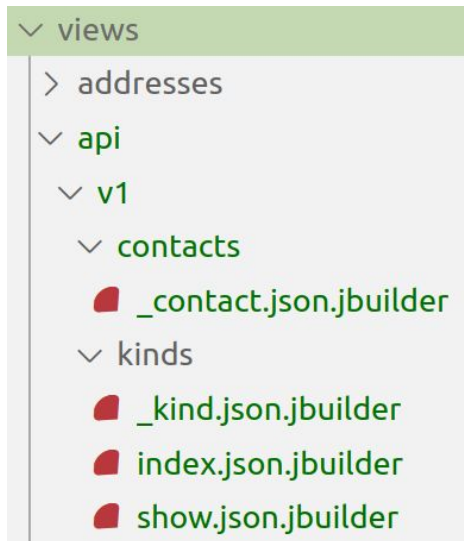 views
addresses
api
v1
contacts
_contact.json.jbuilder
kinds
_kind.json.jbuilder
index.json.jbuilder
show.json.jbuilder